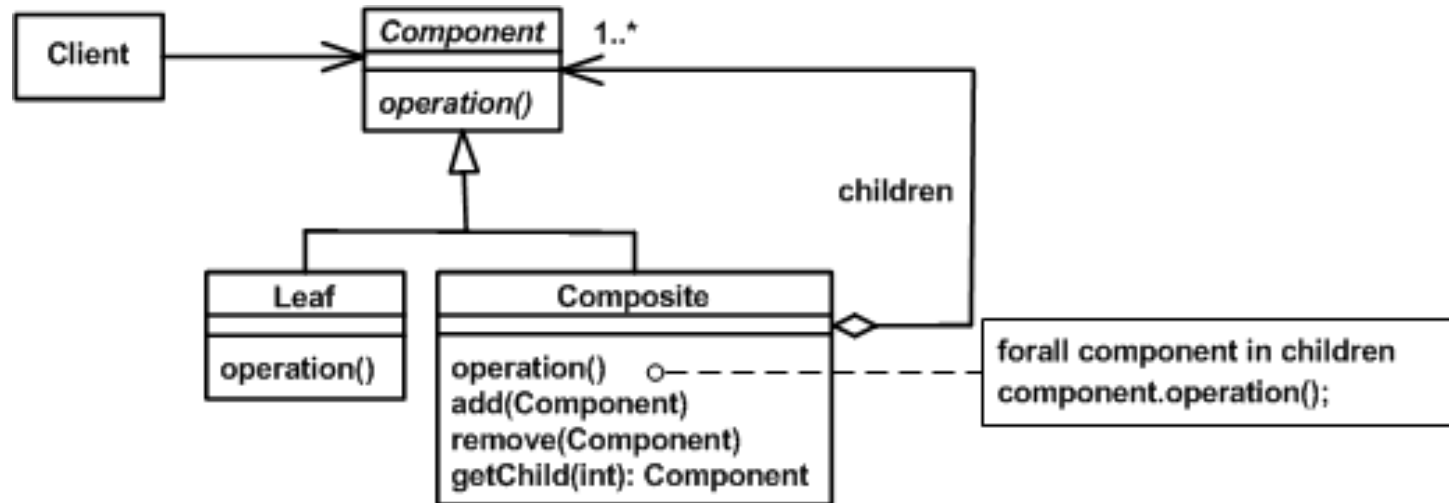 Client
Component
1..*
operation()
children
Leaf
operation()
Composite
operation()
add(Component)
remove(Component)
getChild(int): Component
forall component in children
component.operation();